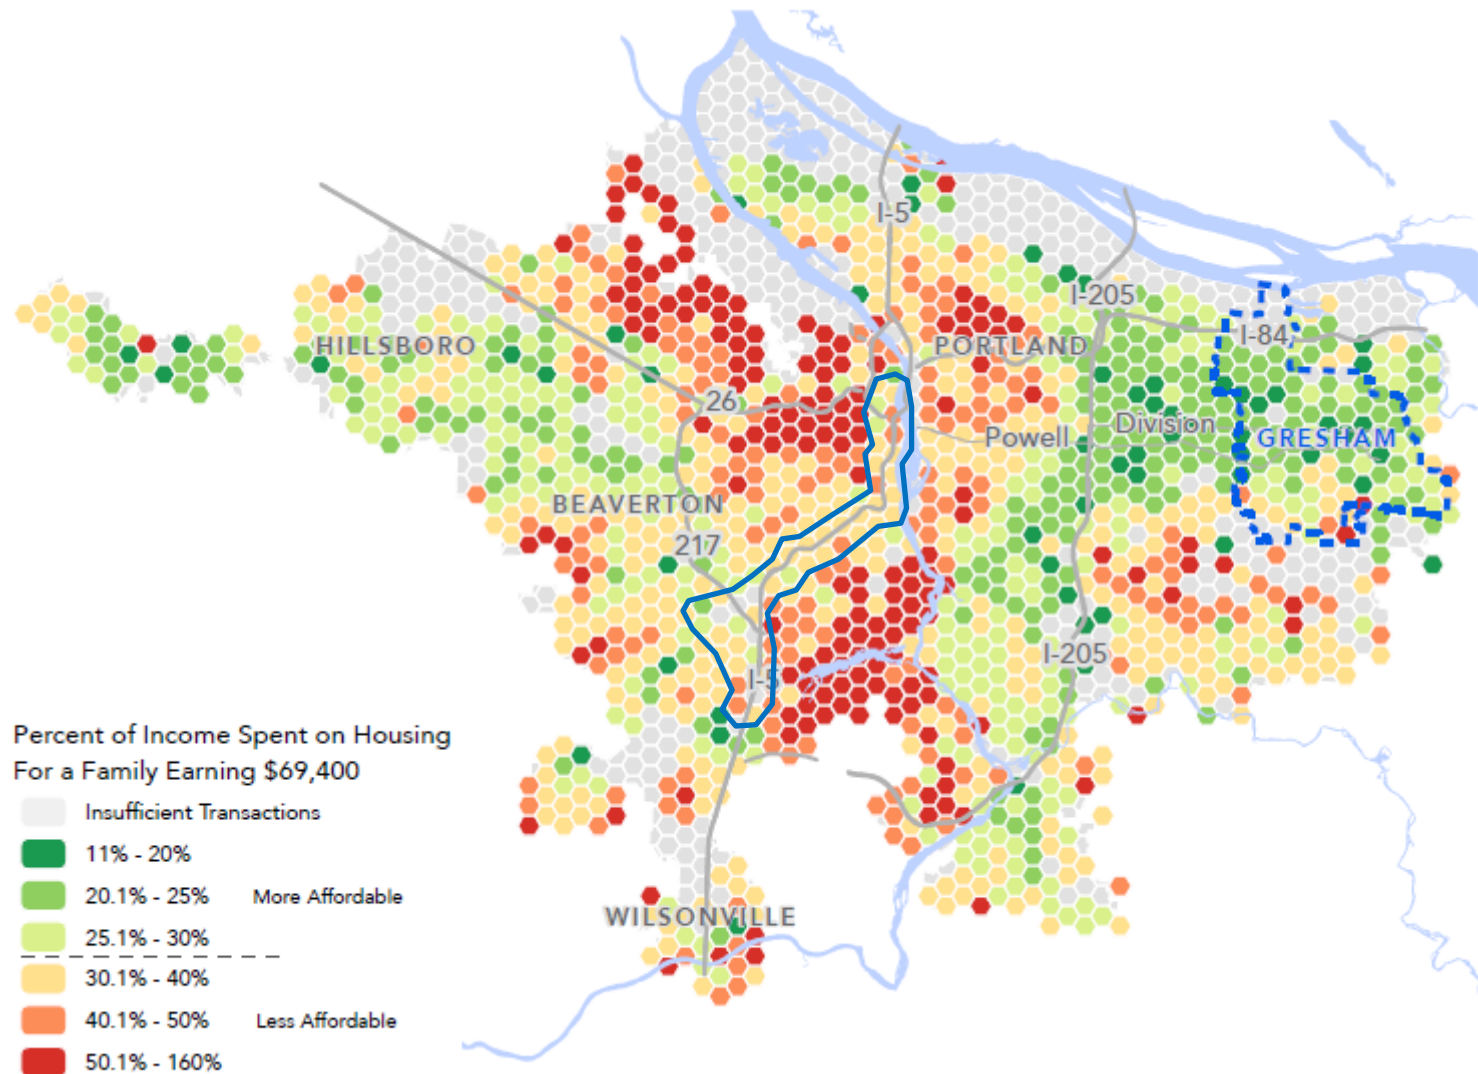 I-5
I-205
I-84
HILLSBORO
PORTLAND
26
Division
Powell
GRESHAM
BEAVERTON
217
I-205
I-5
Percent of Income Spent on Housing
For a Family Earning $69,400
Insufficient Transactions
11% - 20%
20.1% - 25% More Affordable
25.1% - 30%
30.1% - 40%
40.1% - 50% Less Affordable
50.1% - 160%
WILSONVILLE